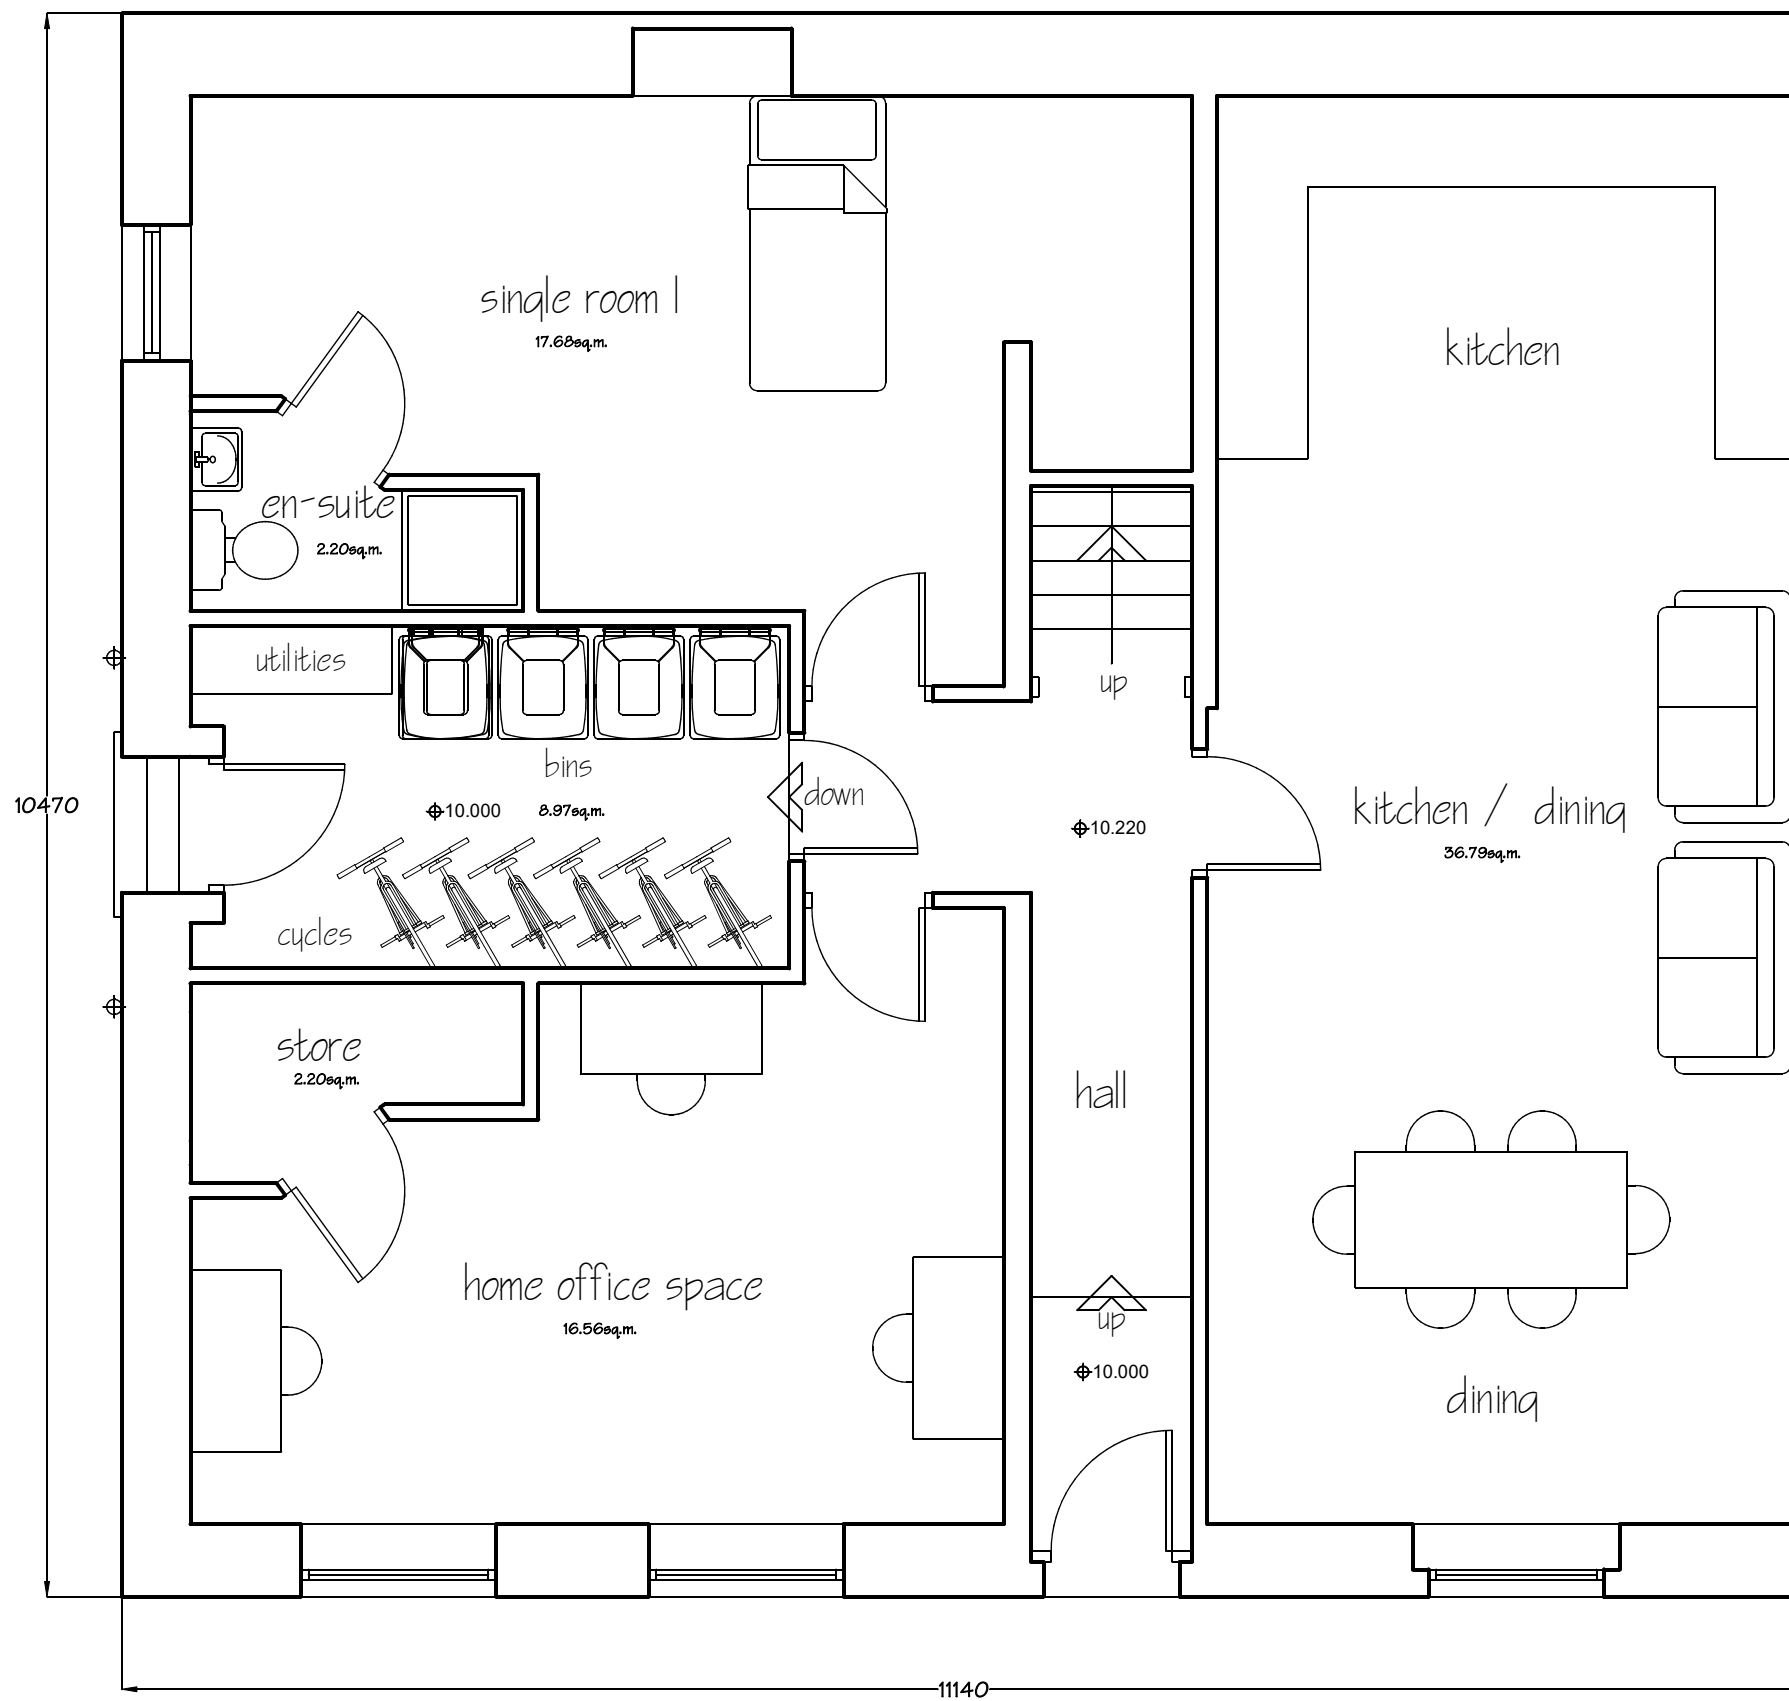 single room 1
17.68sq.m.
kitchen
en-suite
2.20sq.m.
utilities
up
bins
down
10470
10.000
8.97sq.m.
10.220
kitchen / dining
36.79sq.m.
cycles
store
2.20sq.m.
hall
home office space
16.56sq.m.
up
10.000
dining
11140